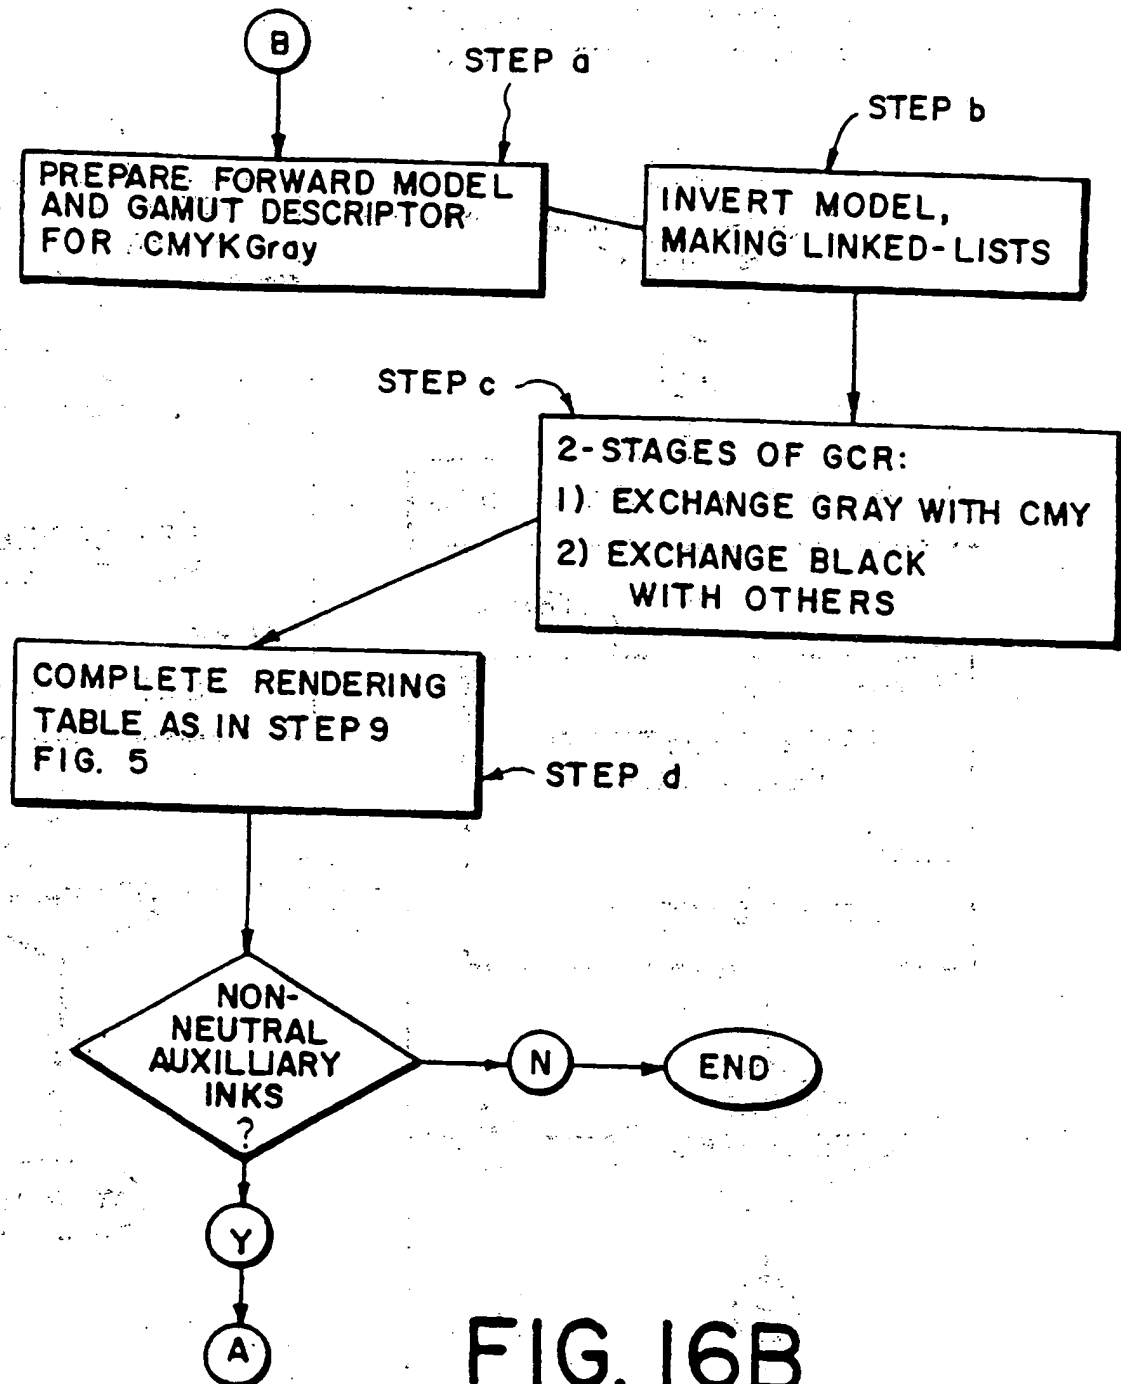 B
STEP a
STEP b
PREPARE FORWARD MODEL
AND GAMUT DESCRIPTOR
FOR CMYKGray
INVERT MODEL,
MAKING LINKED-LISTS
STEP c
2-STAGES OF GCR:
1) EXCHANGE GRAY WITH CMY
2) EXCHANGE BLACK
WITH OTHERS
COMPLETE RENDERING
TABLE AS IN STEP 9
FIG. 5
STEP d
NON-
NEUTRAL
AUXILLIARY
INKS
?
N
END
Y
A
FIG. 16B